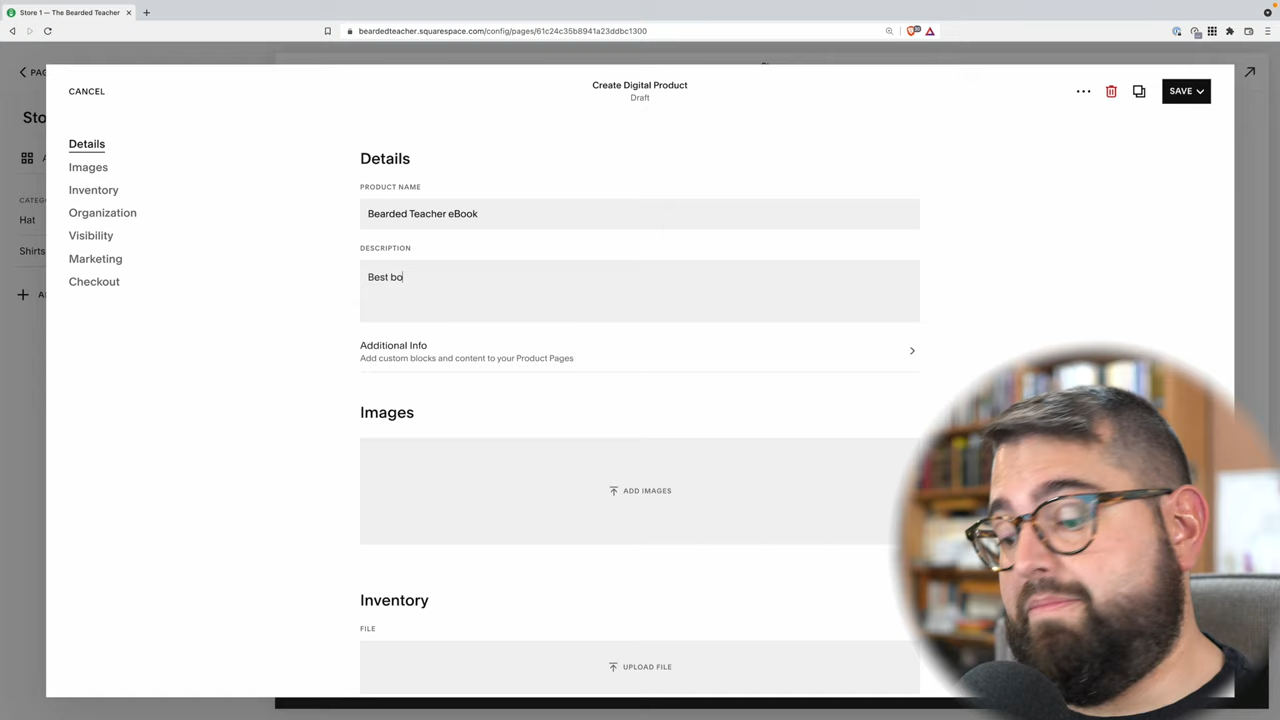 Store 1 — The Bearded Teacher
beardedteacher.squarespace.com/config/pages/61c24c35b8941a23ddbc1300
CANCEL
Create Digital Product
Draft
SAVE
Details
Images
Inventory
Organization
Visibility
Marketing
Checkout
Hat
Shirts
Details
PRODUCT NAME
Bearded Teacher eBook
DESCRIPTION
Best bo
Additional Info
Add custom blocks and content to your Product Pages
Images
ADD IMAGES
Inventory
FILE
UPLOAD FILE